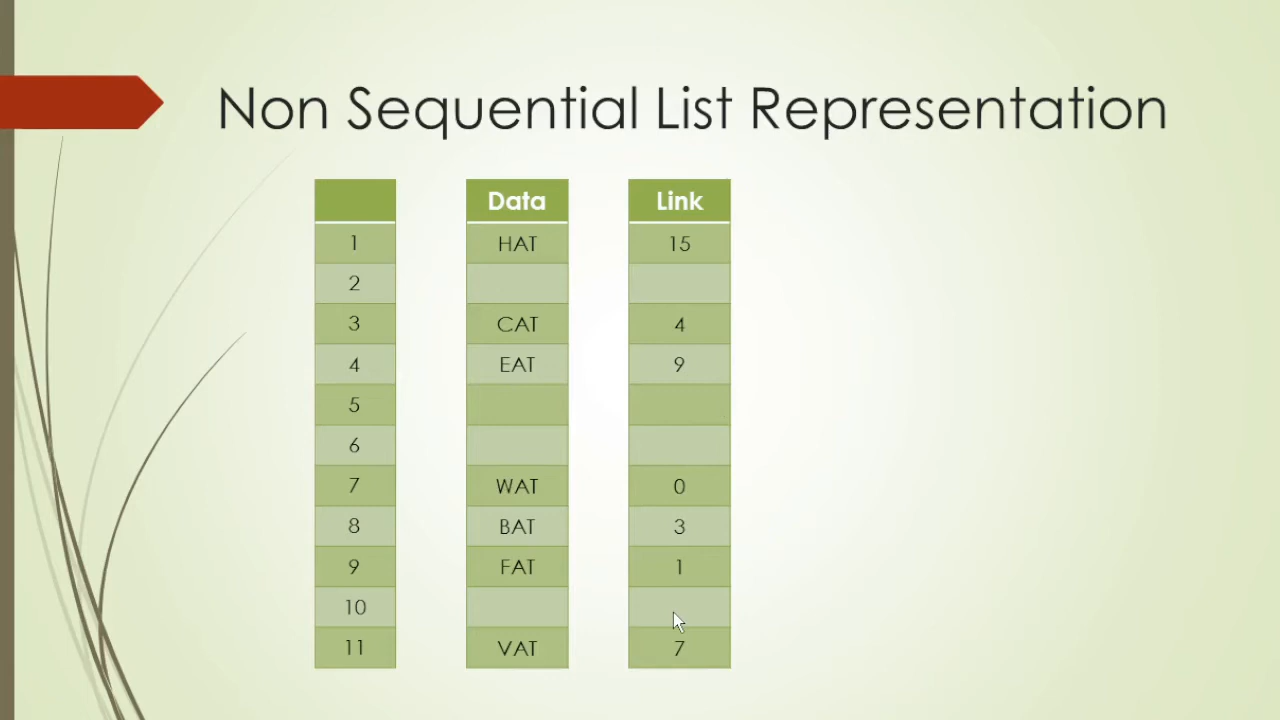 Non Sequential List Representation
Data Link
1 HAT 15
2
3 CAT 4
4 EAT 9
5
6
7 WAT 0
8 BAT 3
9 FAT 1
10
11 VAT 7